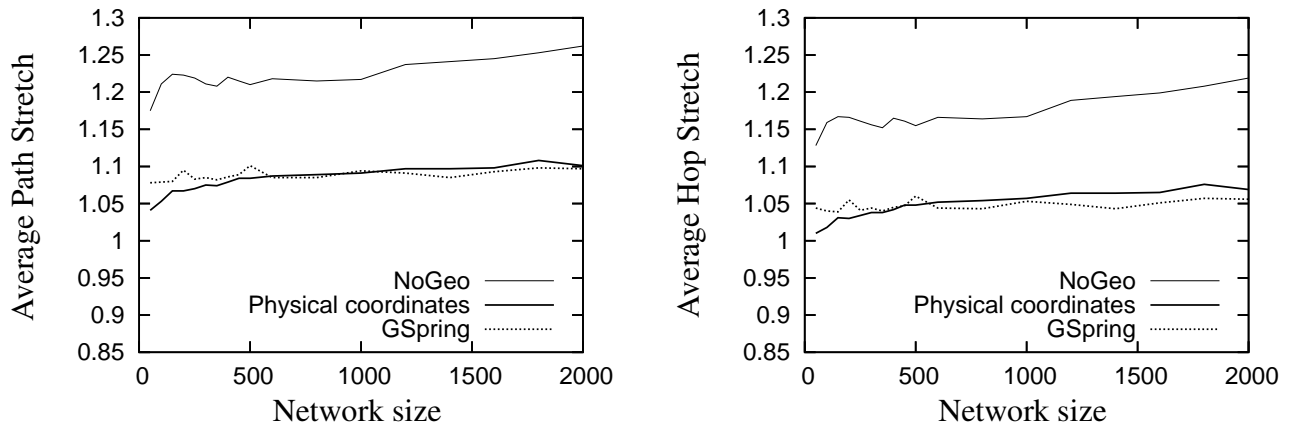 Average Path Stretch
1.3
1.25
1.2
1.15
1.1
1.05
1
0.95
0.9
0.85
NoGeo
Physical coordinates
GSpring
0 500 1000 1500 2000
Network size
Average Hop Stretch
1.3
1.25
1.2
1.15
1.1
1.05
1
0.95
0.9
0.85
NoGeo
Physical coordinates
GSpring
0 500 1000 1500 2000
Network size